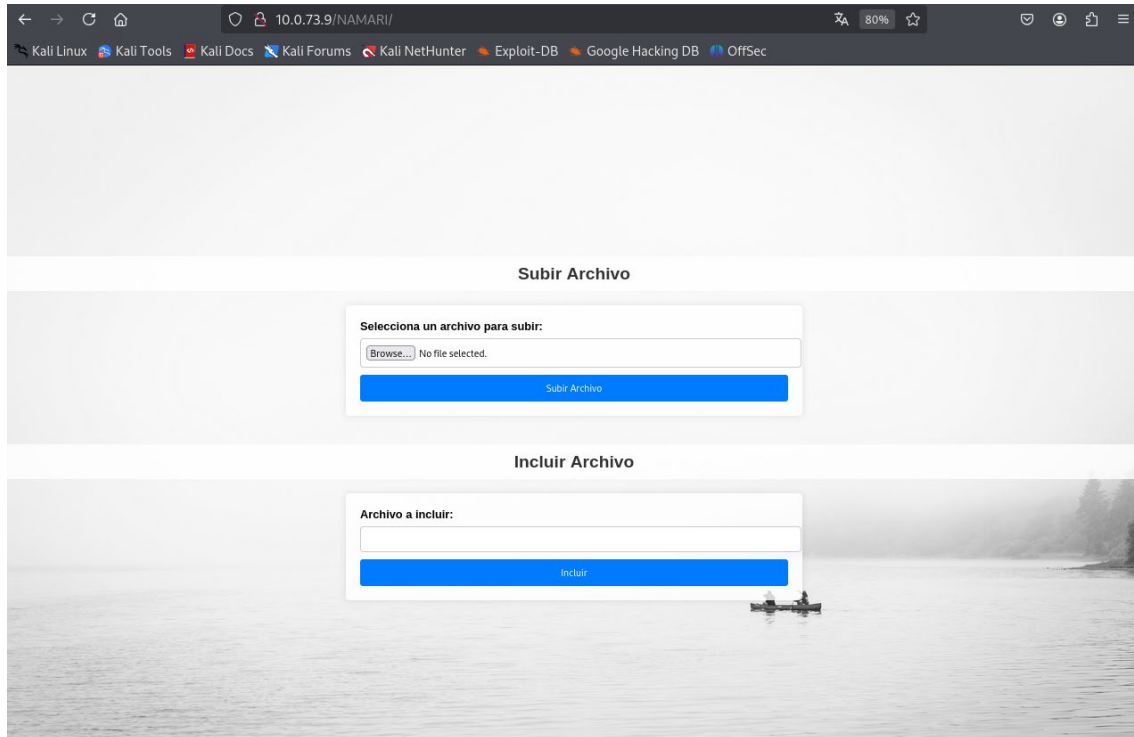 10.0.73.9/NAMARI/
80%
Kali Linux Kali Tools Kali Docs Kali Forums Kali NetHunter Exploit-DB Google Hacking DB OffSec
Subir Archivo
Selecciona un archivo para subir:
Browse... No file selected.
Subir Archivo
Incluir Archivo
Archivo a incluir:
Incluir